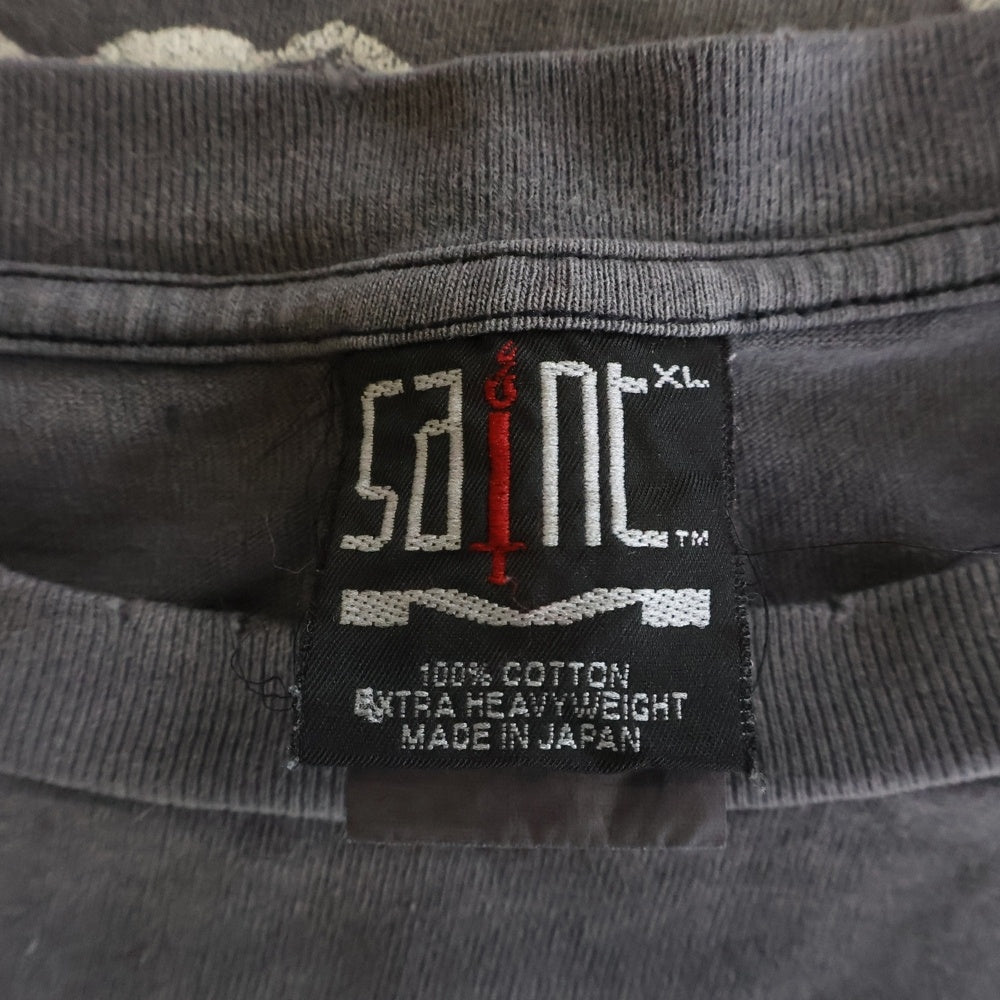 saint XL
TM
100% COTTON
EXTRA HEAVYWEIGHT
MADE IN JAPAN